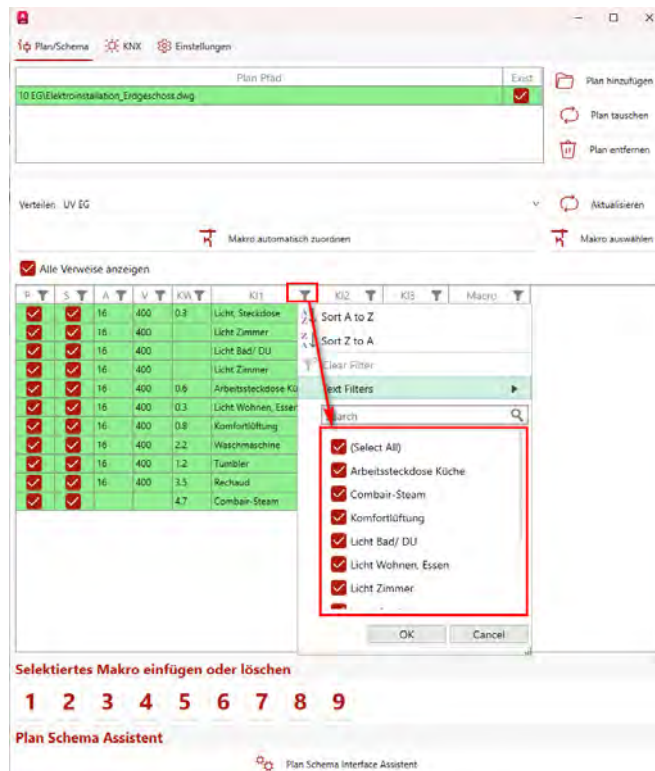 Plan/Schema KNX Einstellungen
Plan Pfad Exist
10 EG\Elektroinstallation_Erdgeschoss.dwg
Plan hinzufügen
Plan tauschen
Plan entfernen
Verteilen UV EG Aktualisieren
Makro automatisch zuordnen Makro auswählen
Alle Verweise anzeigen
P S A V KW Kl1 Kl2 Kl3 Macro
16 400 0.3 Licht, Steckdose
16 400 Licht Zimmer
16 400 Licht Bad/ DU
16 400 Licht Zimmer
16 400 0.6 Arbeitssteckdose Kü
16 400 0.3 Licht Wohnen, Essen
16 400 0.8 Komfortlüftung
16 400 2.2 Waschmaschine
16 400 1.2 Tumbler
16 400 3.5 Rechaud
4.7 Combair-Steam
Sort A to Z
Sort Z to A
Clear Filter
Text Filters
Search
(Select All)
Arbeitssteckdose Küche
Combair-Steam
Komfortlüftung
Licht Bad/ DU
Licht Wohnen, Essen
Licht Zimmer
OK Cancel
Selektiertes Makro einfügen oder löschen
1 2 3 4 5 6 7 8 9
Plan Schema Assistent
Plan Schema Interface Assistent